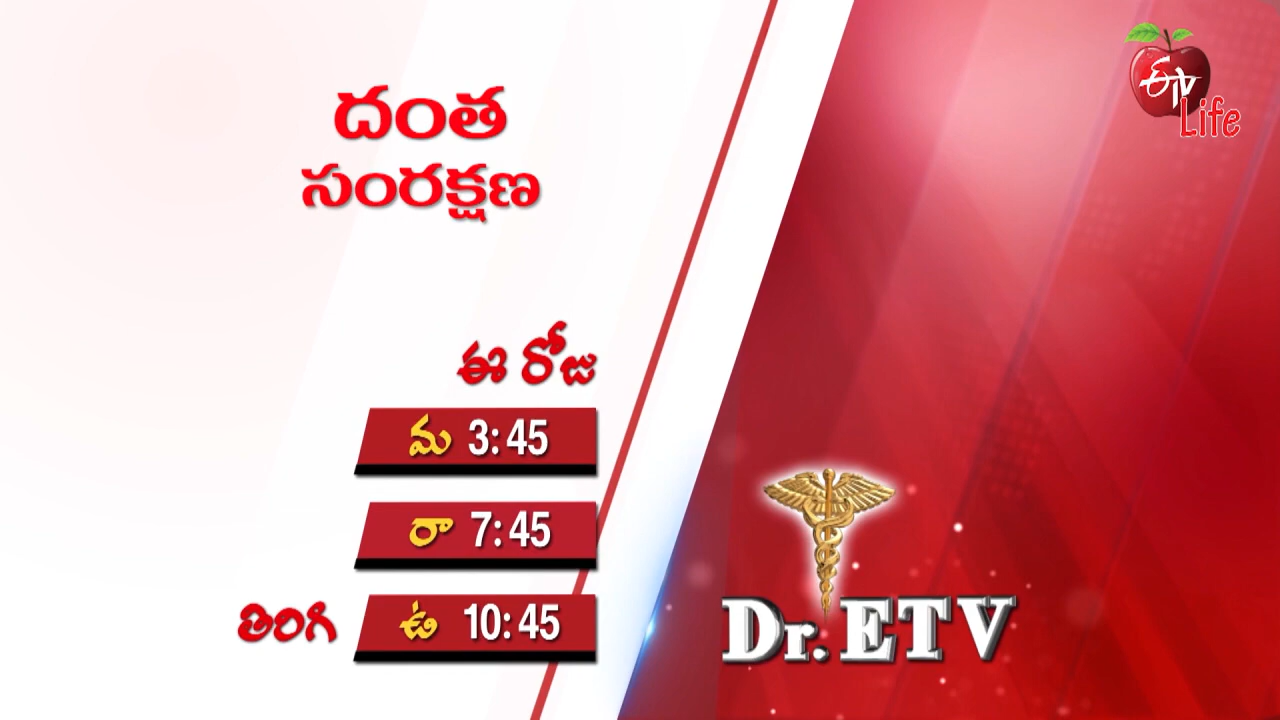 దంత
సంరక్షణ
ఈ రోజు
మ 3:45
రా 7:45
తిరిగి ఉ 10:45
ETV Life
Dr. ETV